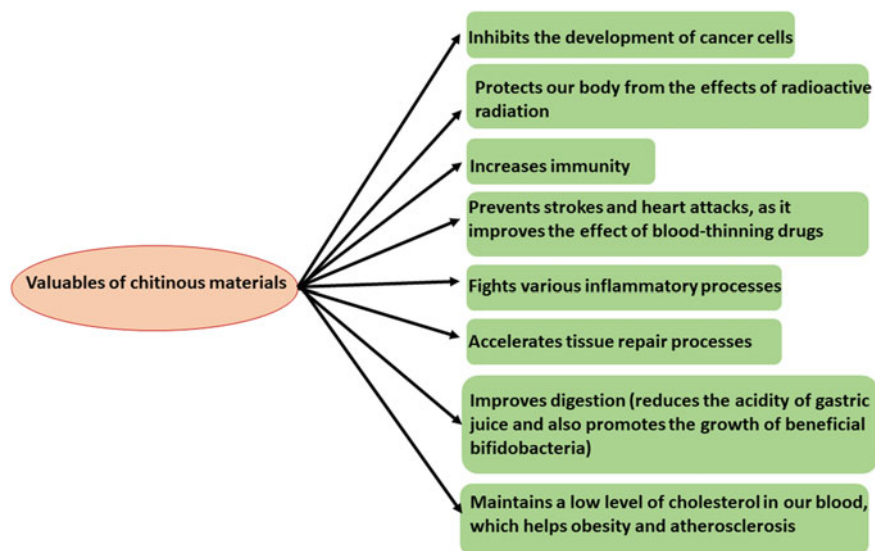 Inhibits the development of cancer cells
Protects our body from the effects of radioactive
radiation
Increases immunity
Prevents strokes and heart attacks, as it
improves the effect of blood-thinning drugs
Valuables of chitinous materials
Fights various inflammatory processes
Accelerates tissue repair processes
Improves digestion (reduces the acidity of gastric
juice and also promotes the growth of beneficial
bifidobacteria)
Maintains a low level of cholesterol in our blood,
which helps obesity and atherosclerosis